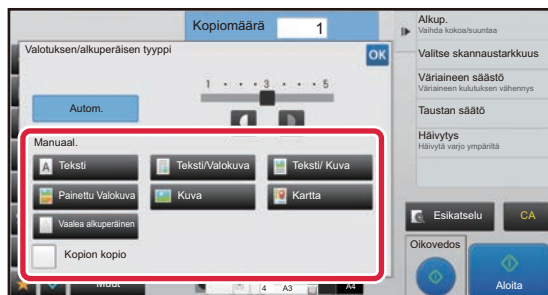 Kopiomäärä 1
Valotuksen/alkuperäisen tyyppi
OK
1 3 5
Autom.
Manuaal.
Teksti
Teksti/Valokuva
Teksti/ Kuva
Painettu Valokuva
Kuva
Kartta
Vaalea alkuperäinen
Kopion kopio
Muut
4 A3
A4
Alkup.
Vaihda kokoa/suuntaa
Valitse skannaustarkkuus
Väriaineen säästö
Väriaineen kulutuksen vähennys
Taustan säätö
Häivytys
Häivytä varjo ympäriltä
Esikatselu
CA
Oikovedos
Aloita